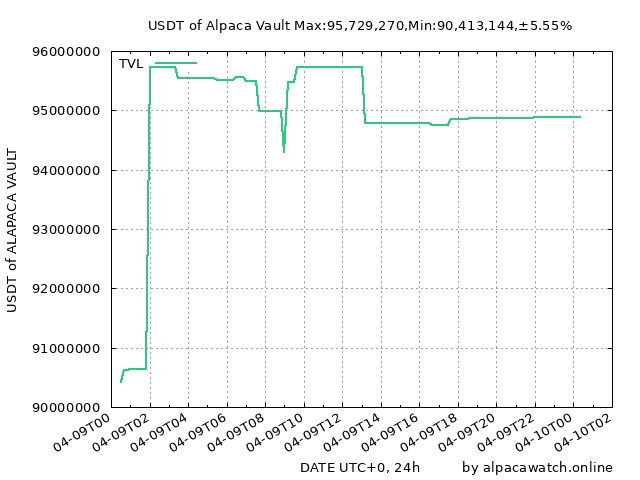 USDT of Alpaca Vault Max:95,729,270,Min:90,413,144,±5.55%
TVL
96000000
95000000
94000000
93000000
92000000
91000000
90000000
USDT of ALAPACA VAULT
04-09T00
04-09T02
04-09T04
04-09T06
04-09T08
04-09T10
04-09T12
04-09T14
04-09T16
04-09T18
04-09T20
04-09T22
04-10T00
04-10T02
DATE UTC+0, 24h
by alpacawatch.online